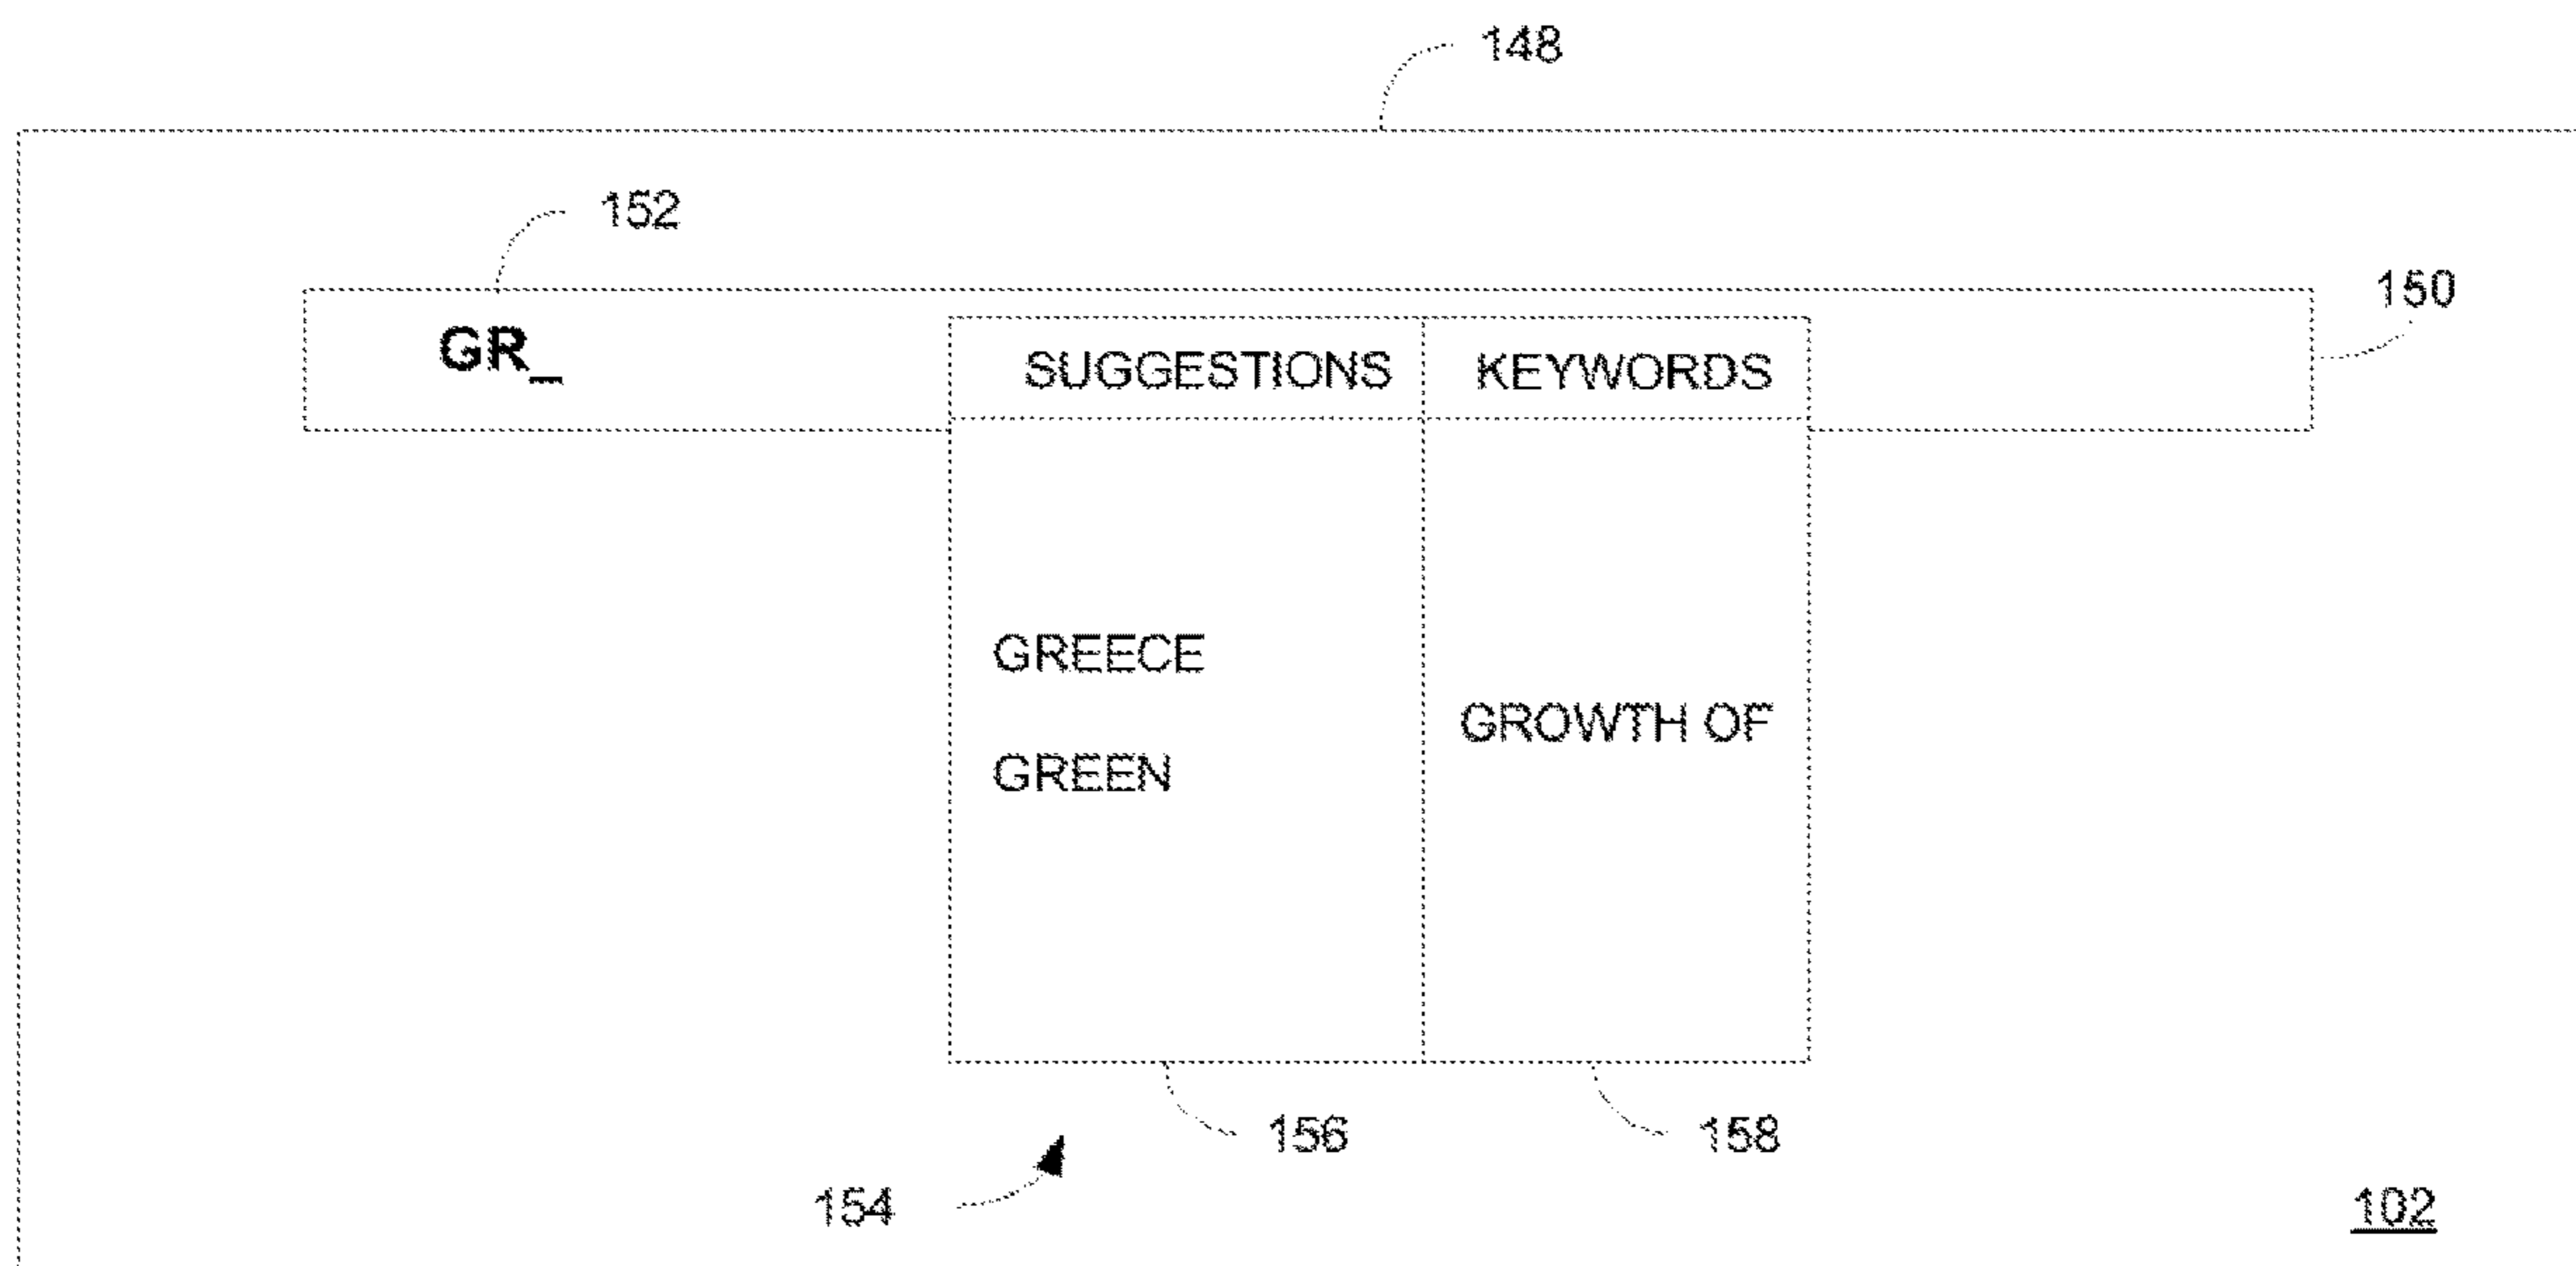 148
152
150
GR_
SUGGESTIONS KEYWORDS
GREECE
GROWTH OF
GREEN
156 158
154
102